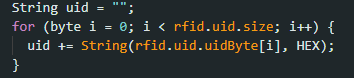 String uid = "";
for (byte i = 0; i < rfid.uid.size; i++) {
  uid += String(rfid.uid.uidByte[i], HEX);
}